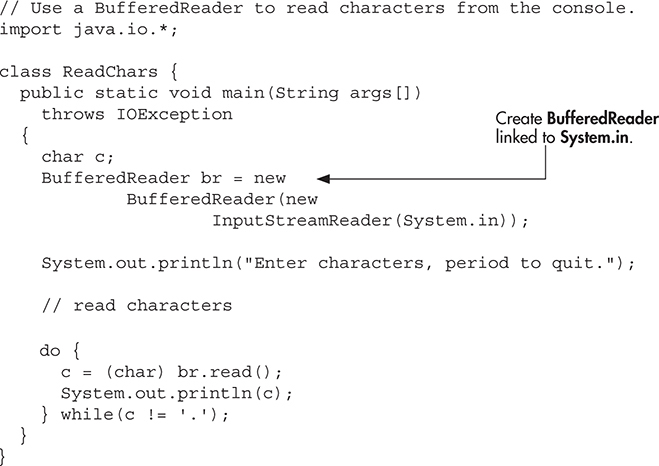 // Use a BufferedReader to read characters from the console.
import java.io.*;

class ReadChars {
  public static void main(String args[])
    throws IOException
  {
    char c;
    BufferedReader br = new
            BufferedReader(new
                    InputStreamReader(System.in));

    System.out.println("Enter characters, period to quit.");

    // read characters

    do {
      c = (char) br.read();
      System.out.println(c);
    } while(c != '.');
  }
}
Create BufferedReader
linked to System.in.